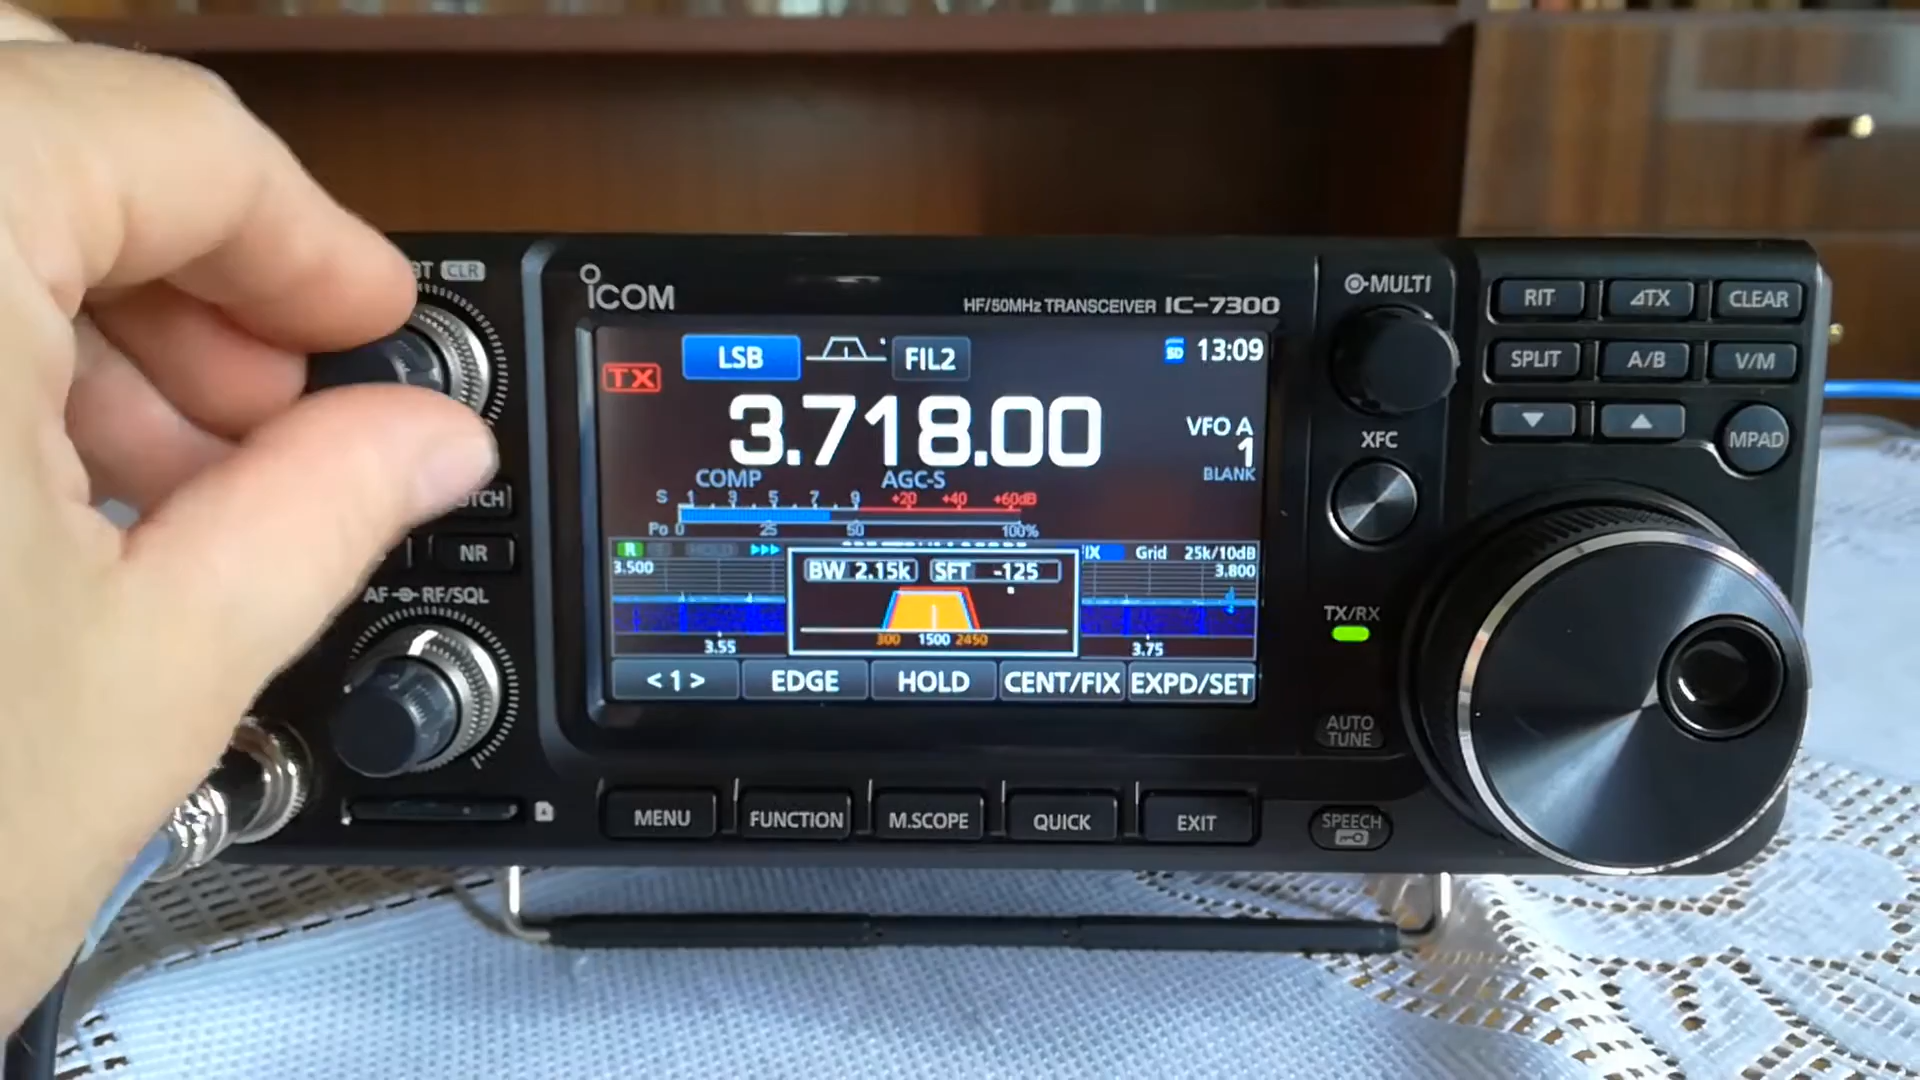 CLR
ICOM
HF/50MHz TRANSCEIVER IC-7300
MULTI
RIT
⊿TX
CLEAR
SPLIT
A/B
V/M
▼
▲
MPAD
XFC
TX/RX
AUTO
TUNE
SPEECH
TX
LSB
FIL2
SD
13:09
3.718.00
VFO A
1
BLANK
COMP
AGC-S
S 1 3 5 7 9 +20 +40 +60dB
Po 0 25 50 100%
R
HOLD
Grid
25k/10dB
3.500
3.800
BW 2.15k
SFT -125
300 1500 2450
3.55
3.75
<1>
EDGE
HOLD
CENT/FIX
EXPD/SET
NR
AF RF/SQL
MENU
FUNCTION
M.SCOPE
QUICK
EXIT